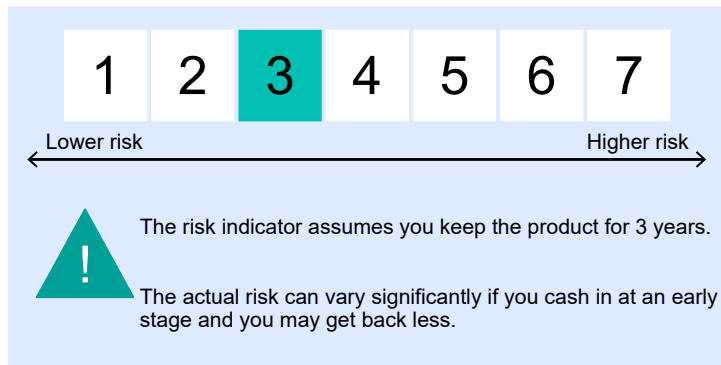 1 2 3 4 5 6 7
Lower risk Higher risk
The risk indicator assumes you keep the product for 3 years.
!
The actual risk can vary significantly if you cash in at an early
stage and you may get back less.